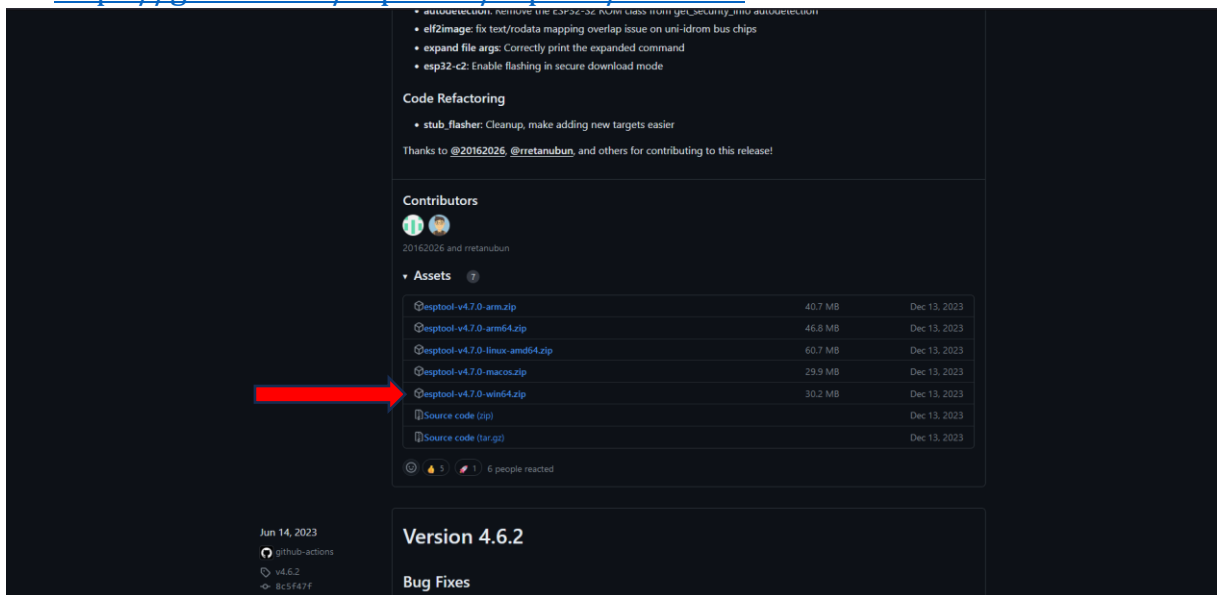 • autodetection: Remove the ESP32-S2 ROM class from get_security_info autodetection
• elf2image: fix text/rodata mapping overlap issue on uni-idrom bus chips
• expand file args: Correctly print the expanded command
• esp32-c2: Enable flashing in secure download mode
Code Refactoring
• stub_flasher: Cleanup, make adding new targets easier
Thanks to @20162026, @rretanubun, and others for contributing to this release!
Contributors
20162026 and rretanubun
Assets 7
esptool-v4.7.0-arm.zip 40.7 MB Dec 13, 2023
esptool-v4.7.0-arm64.zip 46.8 MB Dec 13, 2023
esptool-v4.7.0-linux-amd64.zip 60.7 MB Dec 13, 2023
esptool-v4.7.0-macos.zip 29.9 MB Dec 13, 2023
esptool-v4.7.0-win64.zip 30.2 MB Dec 13, 2023
Source code (zip) Dec 13, 2023
Source code (tar.gz) Dec 13, 2023
5 1 6 people reacted
Jun 14, 2023
github-actions
v4.6.2
8c5f47f
Version 4.6.2
Bug Fixes